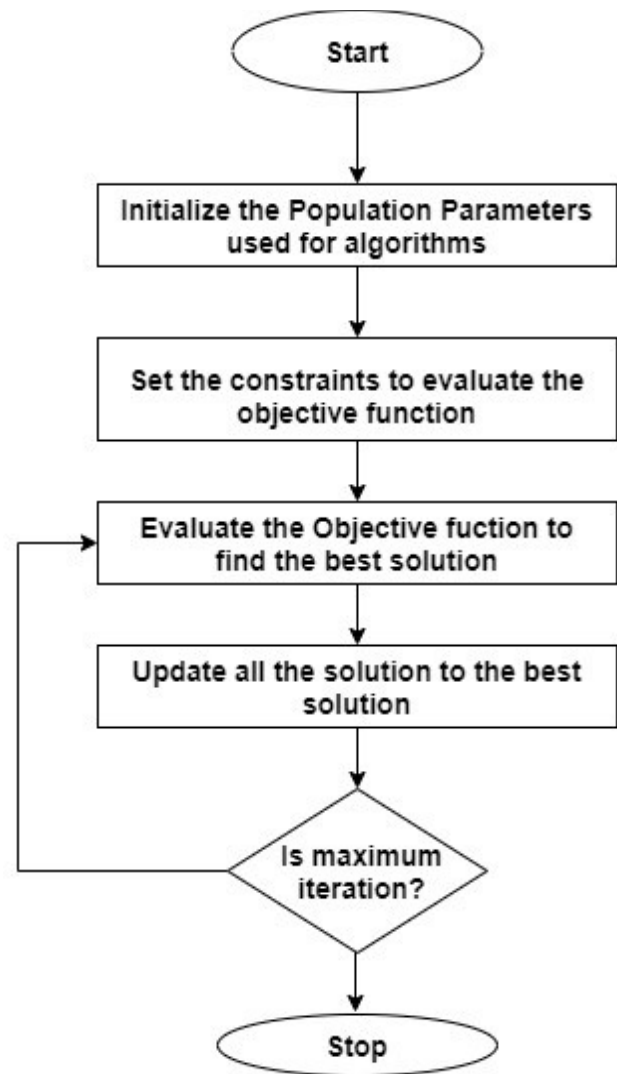 Start
Initialize the Population Parameters
used for algorithms
Set the constraints to evaluate the
objective function
Evaluate the Objective fuction to
find the best solution
Update all the solution to the best
solution
Is maximum
iteration?
Stop